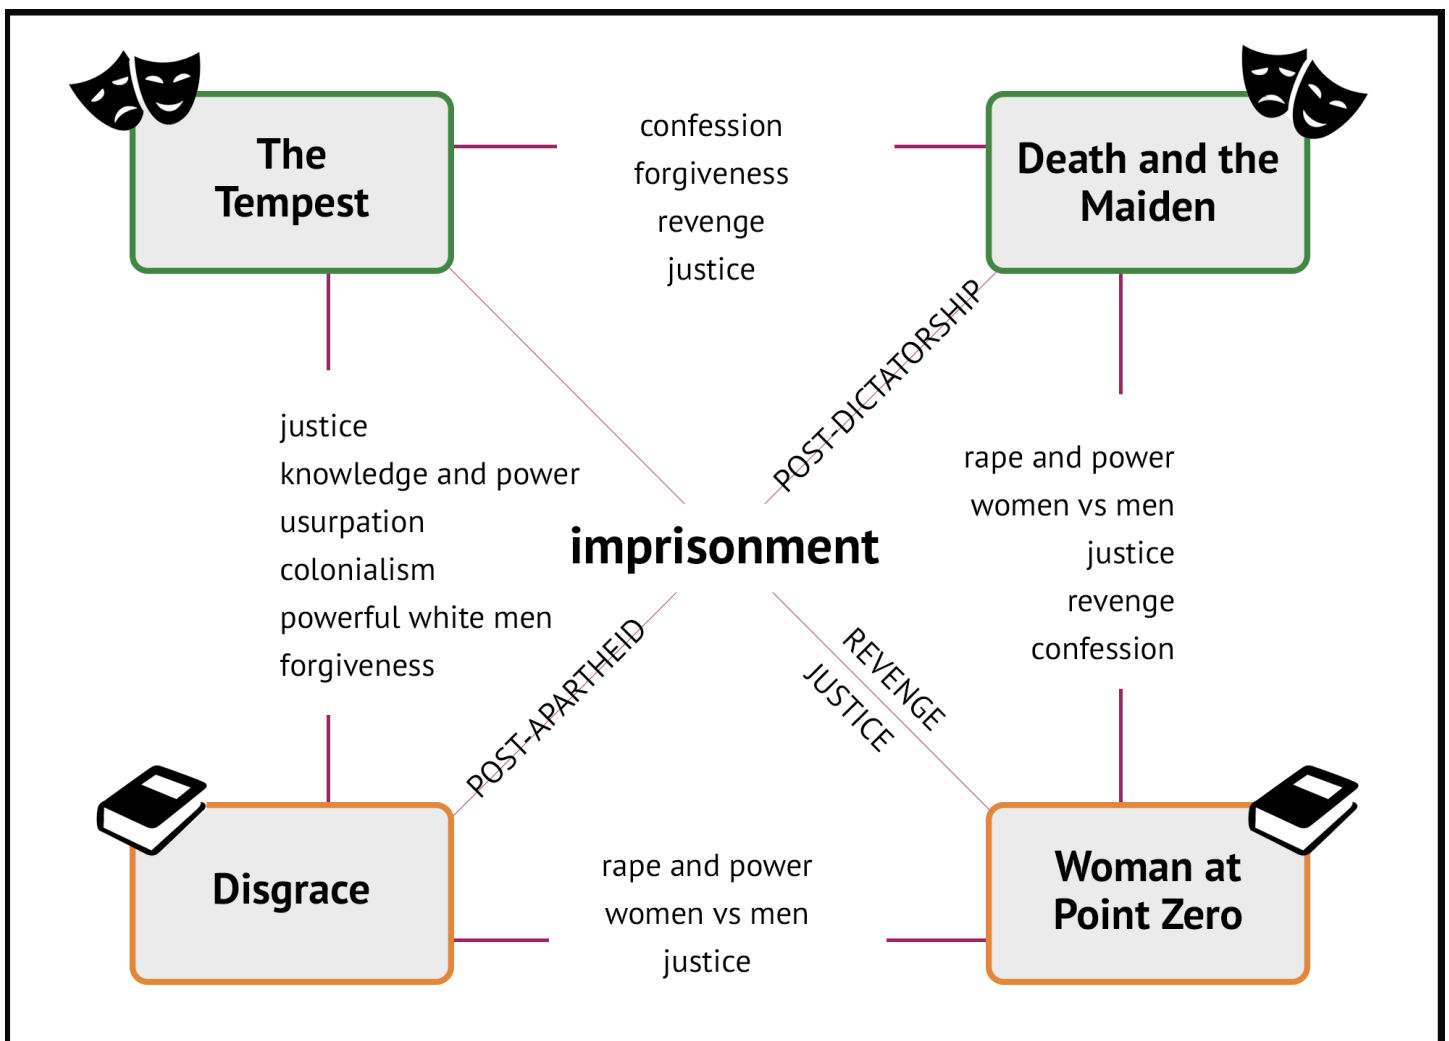 The
Tempest
confession
forgiveness
revenge
justice
Death and the
Maiden
POST-DICTATORSHIP
justice
knowledge and power
usurpation
colonialism
powerful white men
forgiveness
imprisonment
rape and power
women vs men
justice
revenge
confession
POST-APARTHEID
REVENGE
JUSTICE
Disgrace
rape and power
women vs men
justice
Woman at
Point Zero